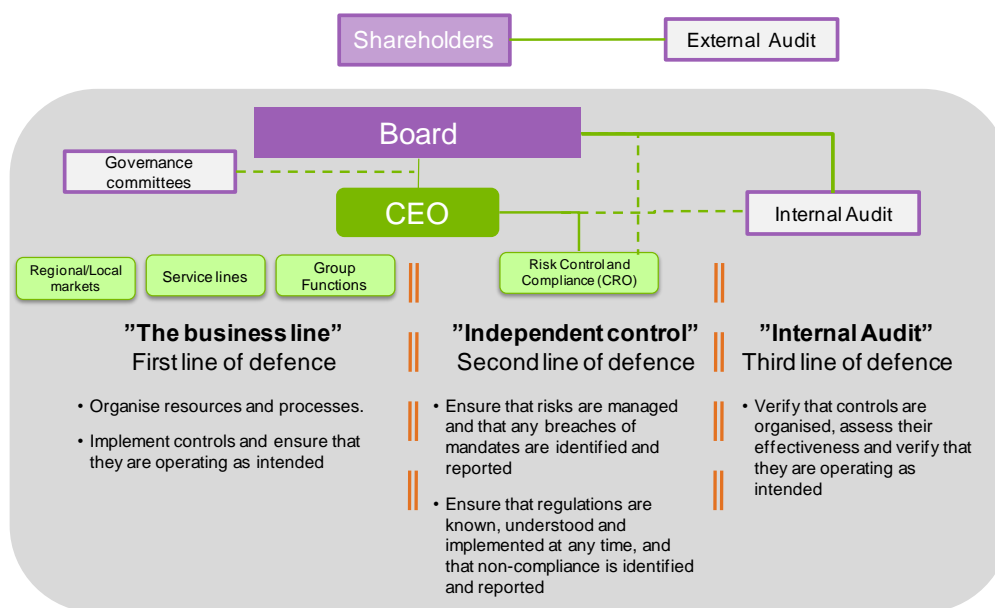 Shareholders
External Audit
Board
Governance
committees
CEO
Internal Audit
Regional/Local
markets
Service lines
Group
Functions
Risk Control and
Compliance (CRO)
”The business line”
First line of defence
• Organise resources and processes.
• Implement controls and ensure that
they are operating as intended
”Independent control”
Second line of defence
• Ensure that risks are managed
and that any breaches of
mandates are identified and
reported
• Ensure that regulations are
known, understood and
implemented at any time, and
that non-compliance is identified
and reported
”Internal Audit”
Third line of defence
• Verify that controls are
organised, assess their
effectiveness and verify that
they are operating as
intended